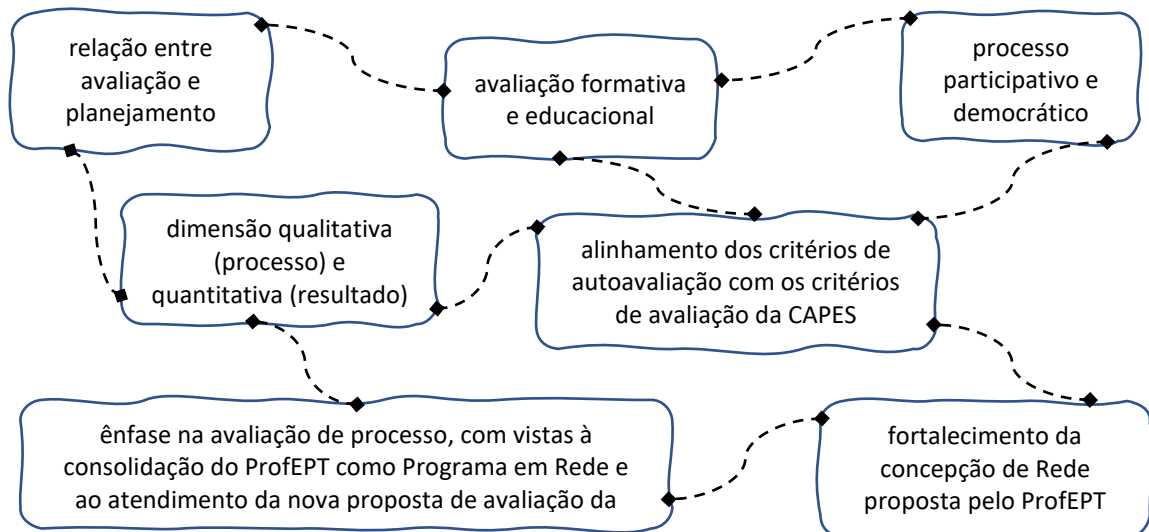 relação entre
avaliação e
planejamento
avaliação formativa
e educacional
processo
participativo e
democrático
dimensão qualitativa
(processo) e
quantitativa (resultado)
alinhamento dos critérios de
autoavaliação com os critérios
de avaliação da CAPES
ênfase na avaliação de processo, com vistas à
consolidação do ProfEPT como Programa em Rede e
ao atendimento da nova proposta de avaliação da
fortalecimento da
concepção de Rede
proposta pelo ProfEPT